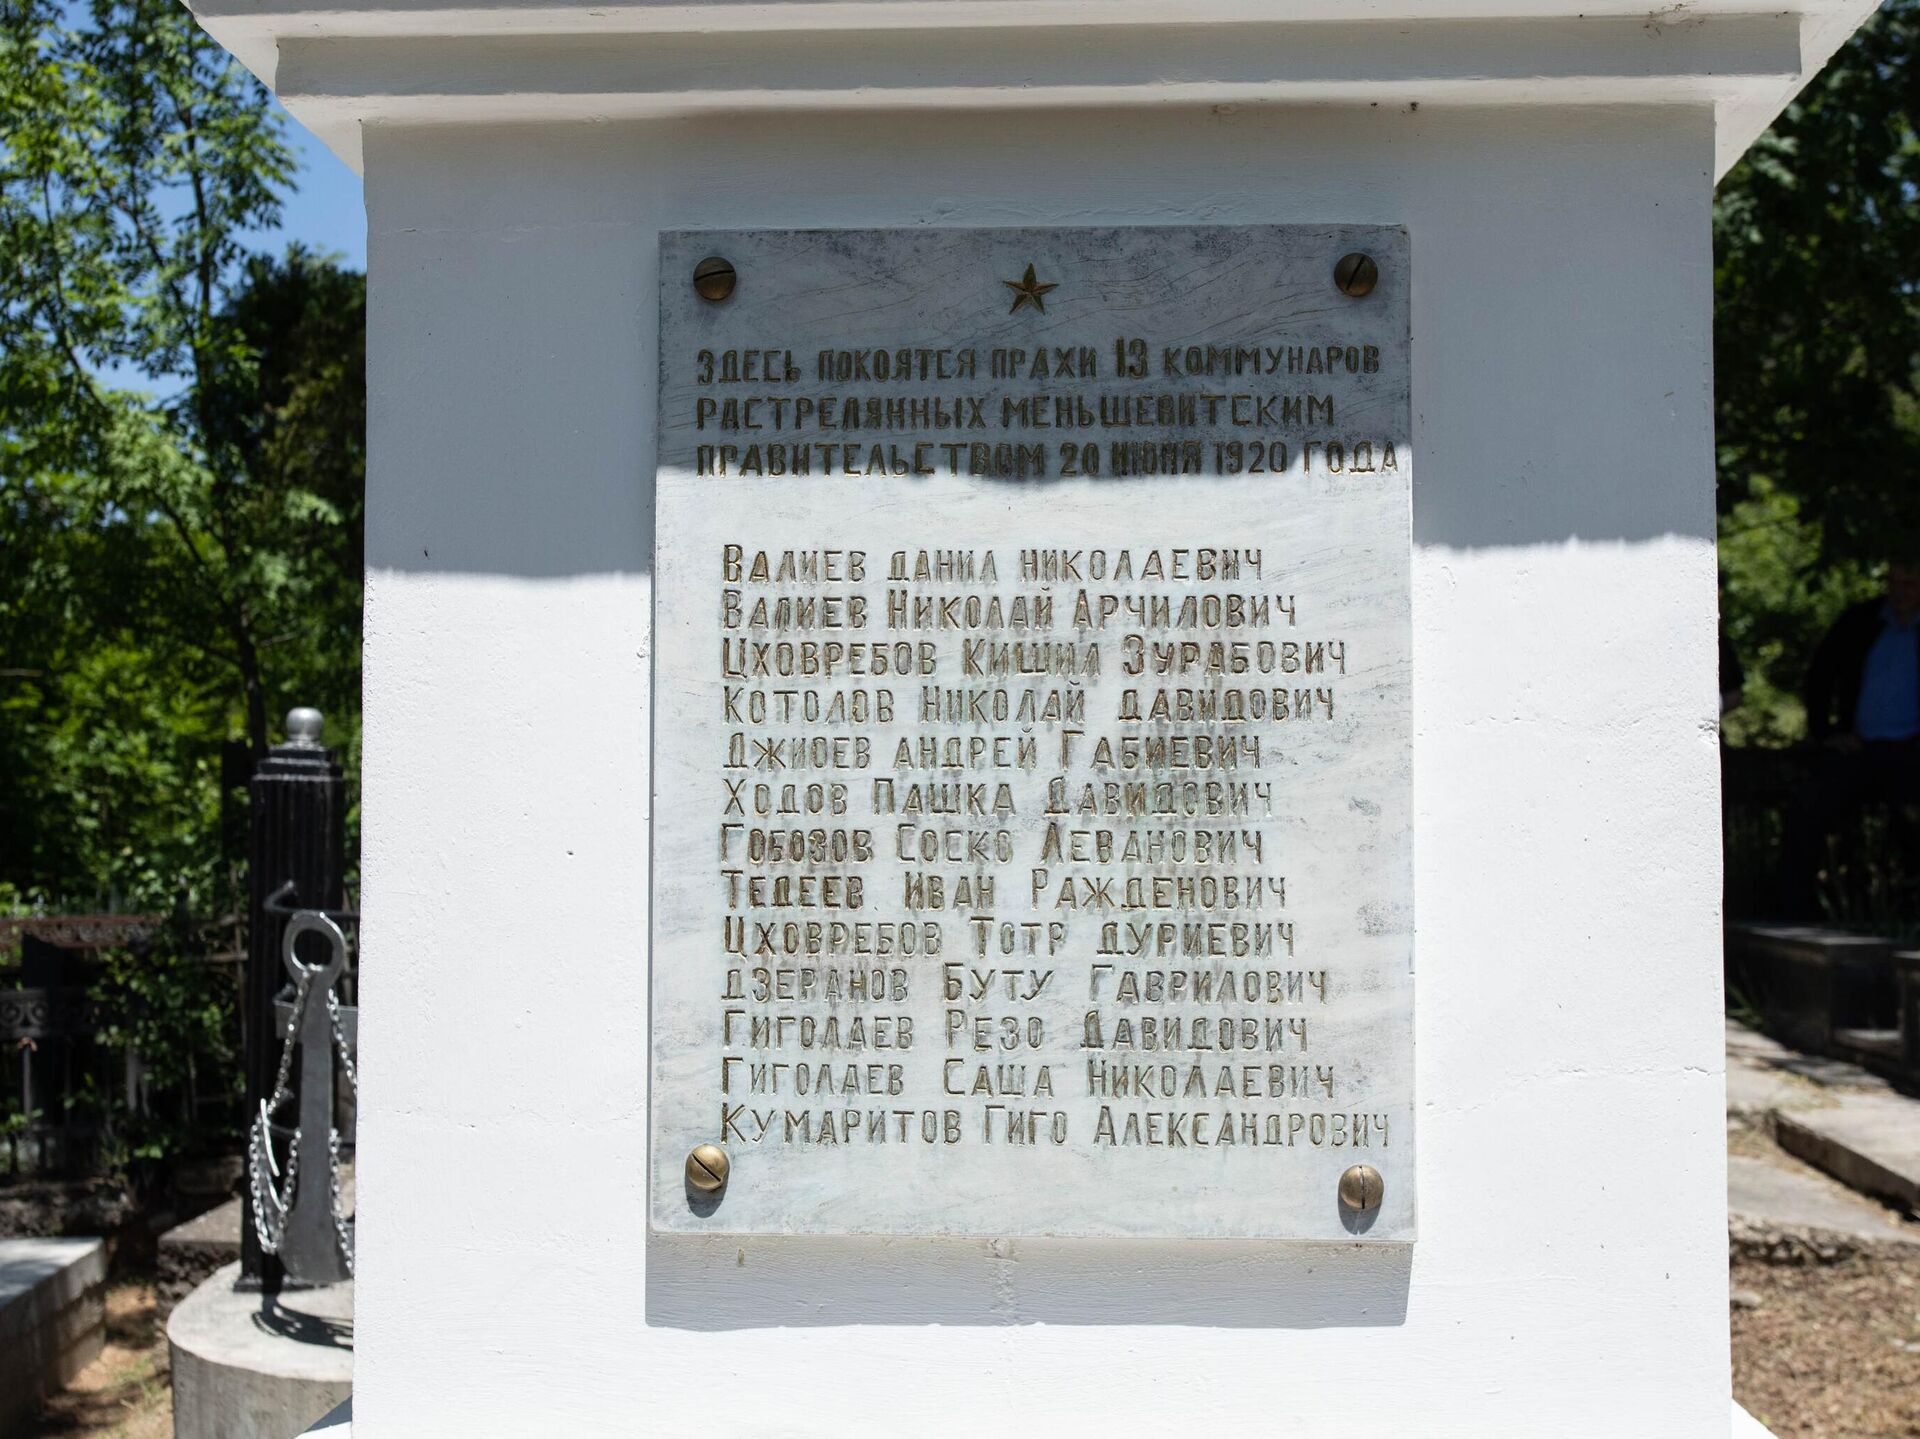 ЗДЕСЬ ПОКОЯТСЯ ПРАХИ 13 КОММУНАРОВ
РАСТРЕЛЯННЫХ МЕНЬШЕВИТСКИМ
ПРАВИТЕЛЬСТВОМ 20 ИЮНЯ 1920 ГОДА
ВАЛИЕВ ДАНИЛ НИКОЛАЕВИЧ
ВАЛИЕВ НИКОЛАЙ АРЧИЛОВИЧ
ЦХОВРЕБОВ КИШИЛ ЗУРАБОВИЧ
КОТОЛОВ НИКОЛАЙ ДАВИДОВИЧ
ДЖИОЕВ АНДРЕЙ ГАБИЕВИЧ
ХОДОВ ПАШКА ДАВИДОВИЧ
ГОБОЗОВ СОСКО ЛЕВАНОВИЧ
ТЕДЕЕВ ИВАН РАЖДЕНОВИЧ
ЦХОВРЕБОВ ТОТР ДУРИЕВИЧ
ДЗЕРАНОВ БУТУ ГАВРИЛОВИЧ
ГИГОЛАЕВ РЕЗО ДАВИДОВИЧ
ГИГОЛАЕВ САША НИКОЛАЕВИЧ
КУМАРИТОВ ГИГО АЛЕКСАНДРОВИЧ